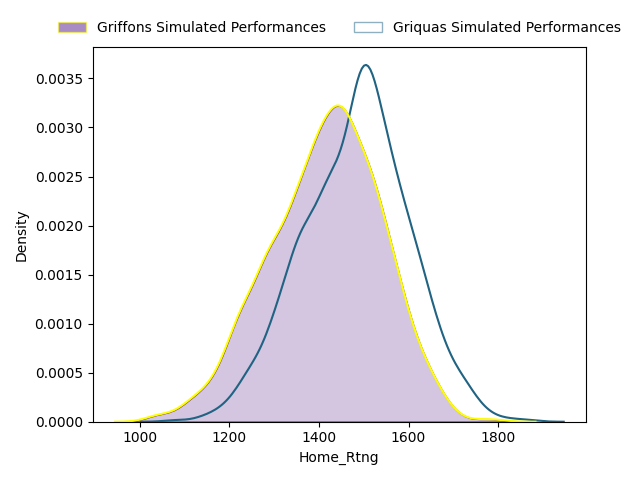 Griffons Simulated Performances
Griquas Simulated Performances
Density
0.0035
0.0030
0.0025
0.0020
0.0015
0.0010
0.0005
0.0000
1000 1200 1400 1600 1800
Home_Rtng